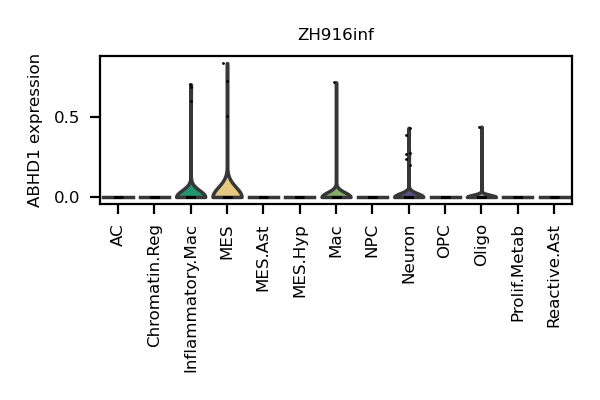 ZH916inf
ABHD1 expression
0.5
0.0
AC
Chromatin.Reg
Inflammatory.Mac
MES
MES.Ast
MES.Hyp
Mac
NPC
Neuron
OPC
Oligo
Prolif.Metab
Reactive.Ast